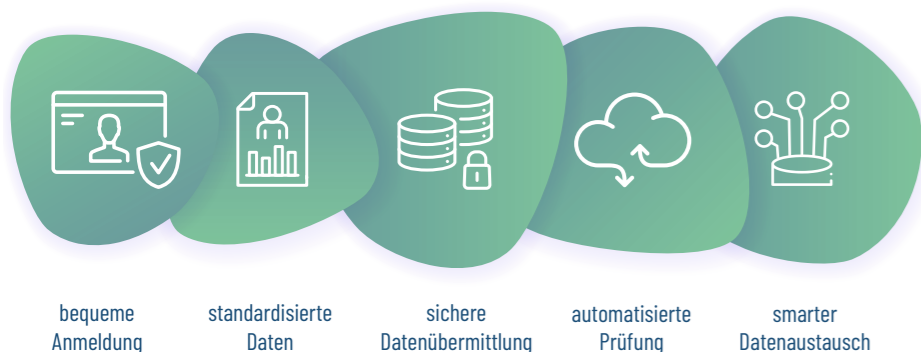 bequeme
Anmeldung
standardisierte
Daten
sichere
Datenübermittlung
automatisierte
Prüfung
smarter
Datenaustausch